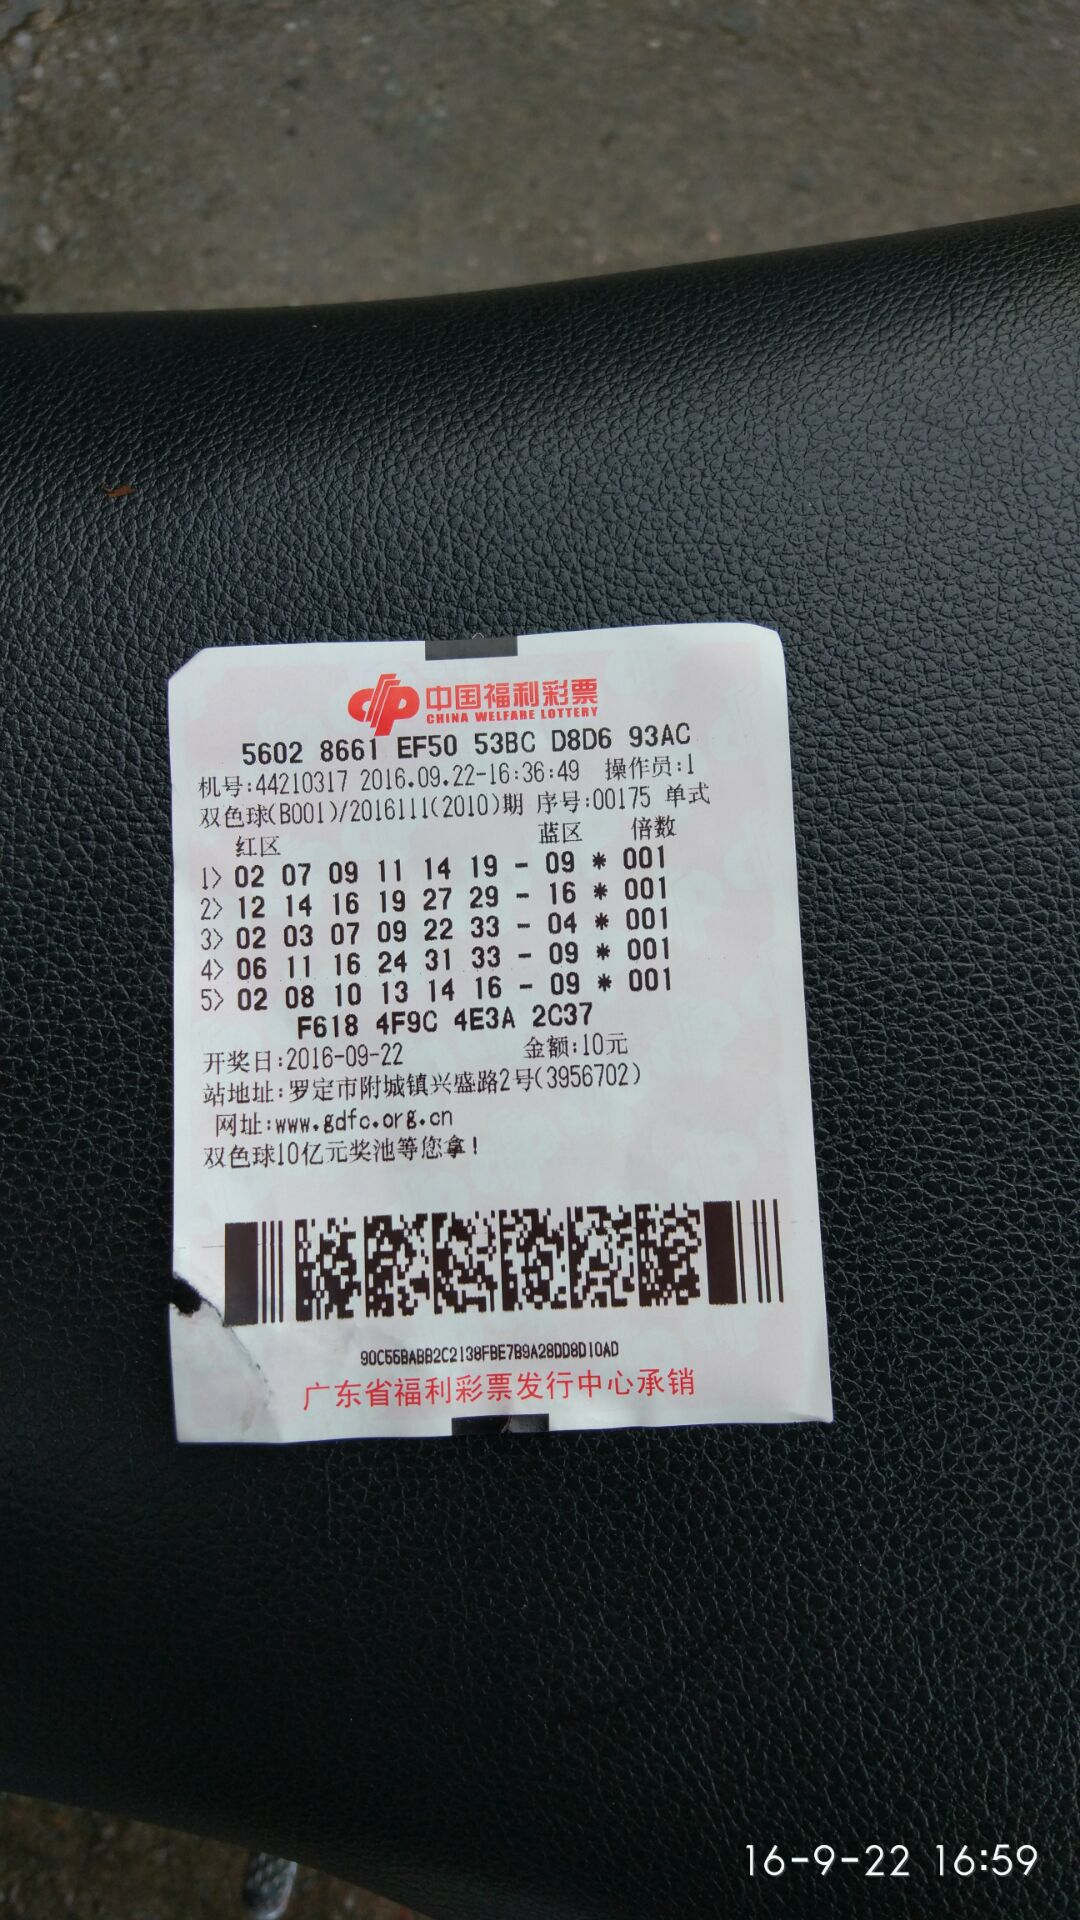 中国福利彩票
CHINA WELFARE LOTTERY
5602 8661 EF50 53BC D8D6 93AC
机号:44210317 2016.09.22-16:36:49 操作员:1
双色球(B001)/2016111(2010)期 序号:00175 单式
红区 蓝区 倍数
1> 02 07 09 11 14 19 - 09 * 001
2> 12 14 16 19 27 29 - 16 * 001
3> 02 03 07 09 22 33 - 04 * 001
4> 06 11 16 24 31 33 - 09 * 001
5> 02 08 10 13 14 16 - 09 * 001
F618 4F9C 4E3A 2C37
开奖日:2016-09-22 金额:10元
站地址:罗定市附城镇兴盛路2号(3956702)
网址:www.gdfc.org.cn
双色球10亿元奖池等您拿!
90C55BABB2C2138FBE7B9A28DD8D10AD
广东省福利彩票发行中心承销
16-9-22 16:59